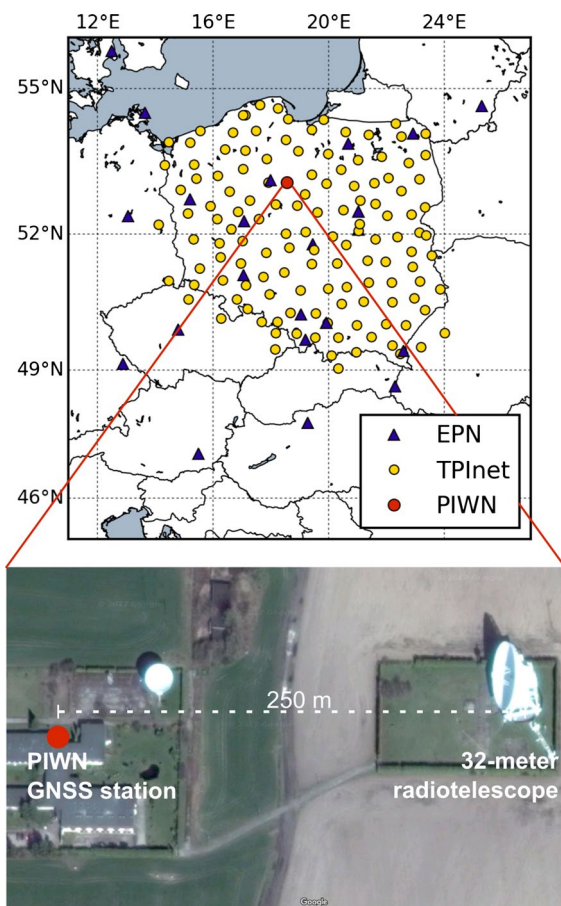 12°E 16°E 20°E 24°E
55°N
52°N
49°N
46°N
EPN
TPInet
PIWN
250 m
PIWN
GNSS station
32-meter
radiotelescope
Google